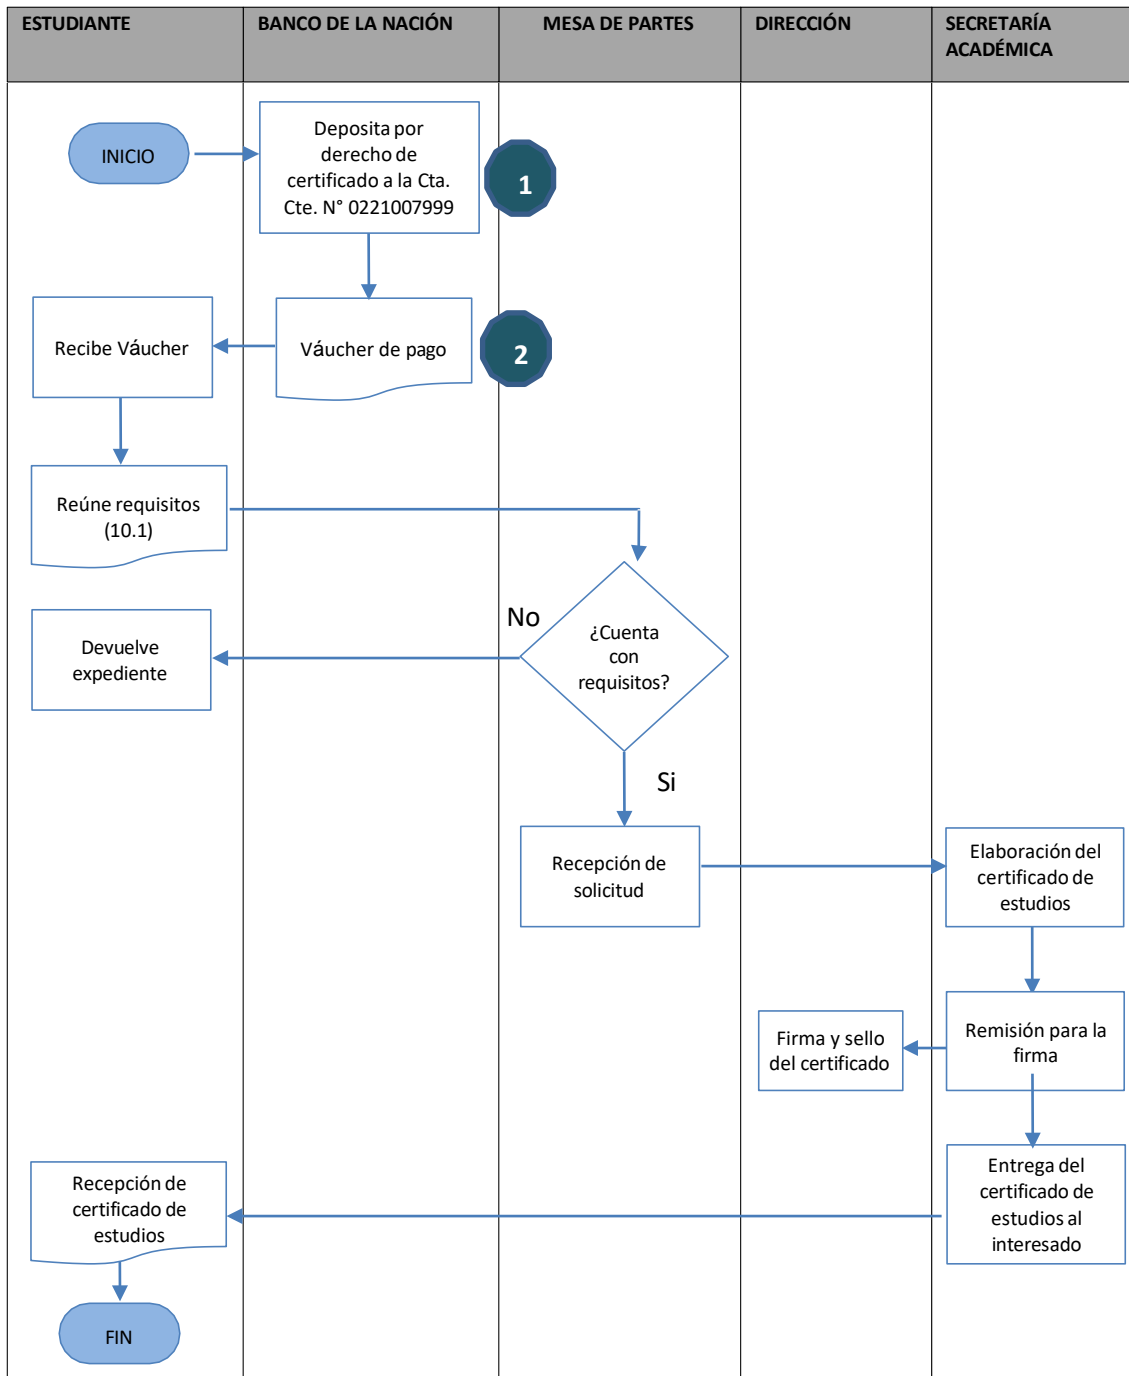 ESTUDIANTE
BANCO DE LA NACIÓN
MESA DE PARTES
DIRECCIÓN
SECRETARÍA
ACADÉMICA
INICIO
Deposita por
derecho de
certificado a la Cta.
Cte. N° 0221007999
1
Recibe Váucher
Váucher de pago
2
Reúne requisitos
(10.1)
No
¿Cuenta
con
requisitos?
Devuelve
expediente
Si
Recepción de
solicitud
Elaboración del
certificado de
estudios
Firma y sello
del certificado
Remisión para la
firma
Recepción de
certificado de
estudios
Entrega del
certificado de
estudios al
interesado
FIN